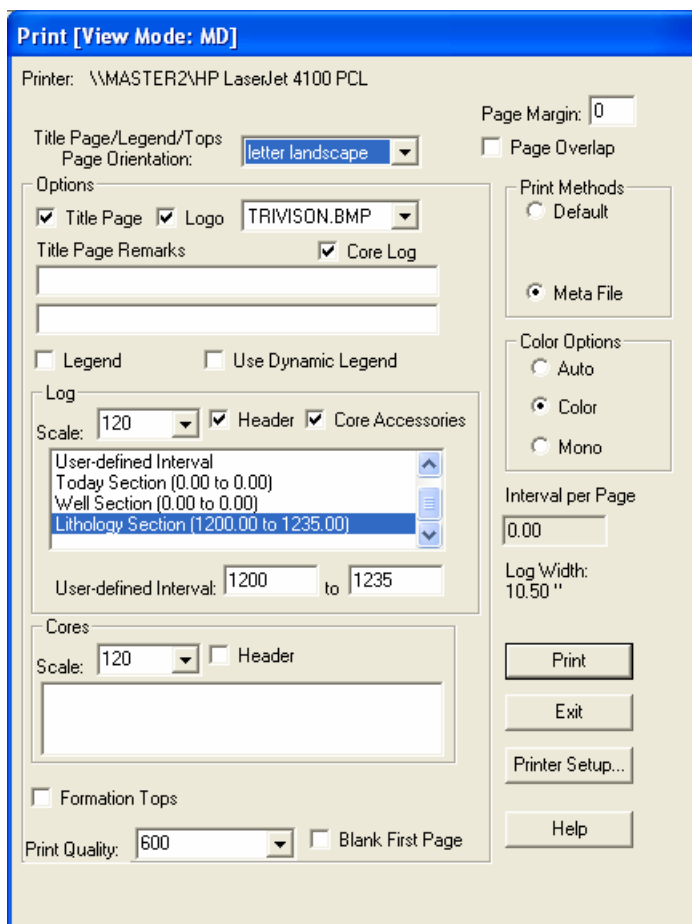 Print [View Mode: MD]
Printer: \\MASTER2\HP LaserJet 4100 PCL
Page Margin: 0
Title Page/Legend/Tops
Page Orientation:
letter landscape
Page Overlap
Options
Title Page
Logo
TRIVISON.BMP
Title Page Remarks
Core Log
Legend
Use Dynamic Legend
Log
Scale: 120
Header
Core Accessories
User-defined Interval
Today Section (0.00 to 0.00)
Well Section (0.00 to 0.00)
Lithology Section (1200.00 to 1235.00)
User-defined Interval: 1200 to 1235
Cores
Scale: 120
Header
Formation Tops
Print Quality: 600
Blank First Page
Print Methods
Default
Meta File
Color Options
Auto
Color
Mono
Interval per Page
0.00
Log Width:
10.50 "
Print
Exit
Printer Setup...
Help